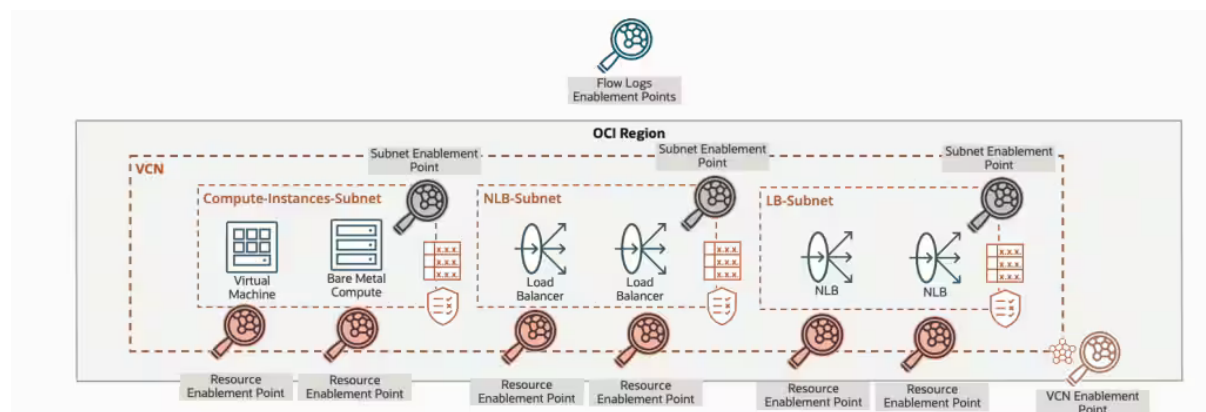 Flow Logs
Enablement Points
OCI Region
VCN
Subnet Enablement
Point
Subnet Enablement
Point
Subnet Enablement
Point
Compute-Instances-Subnet
NLB-Subnet
LB-Subnet
Virtual
Machine
Bare Metal
Compute
Load
Balancer
Load
Balancer
NLB
NLB
x.x.x
x.x.x
x.x.x
x.x.x
x.x.x
x.x.x
Resource
Enablement Point
Resource
Enablement Point
Resource
Enablement Point
Resource
Enablement Point
Resource
Enablement Point
Resource
Enablement Point
VCN Enablement
Point